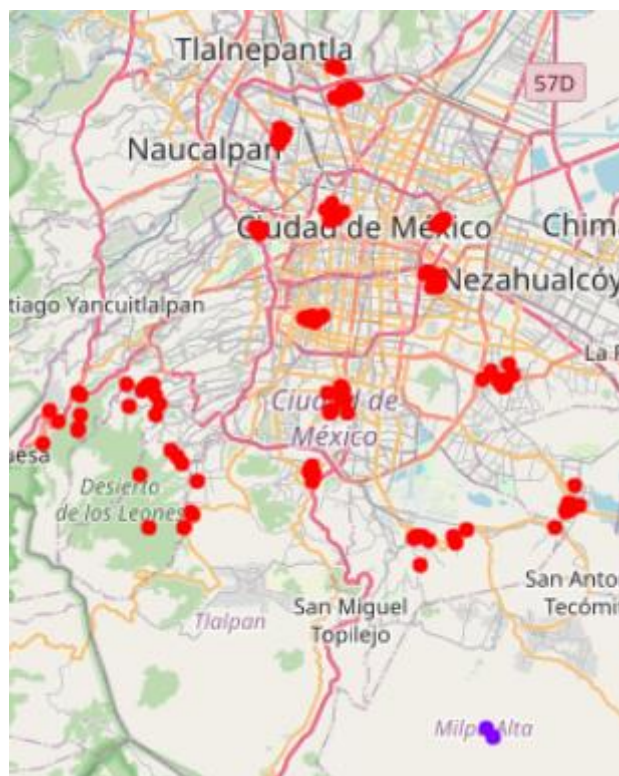 Tlalnepantla
57D
Naucalpan
Ciudad de México
Chim
Nezahualcóy
tiago Yancuitlalpan
La F
Ciudad de
México
uesa
Desierto
de los Leones
San Anto
Tecómi
San Miguel
Topilejo
Tlalpan
Milpa Alta